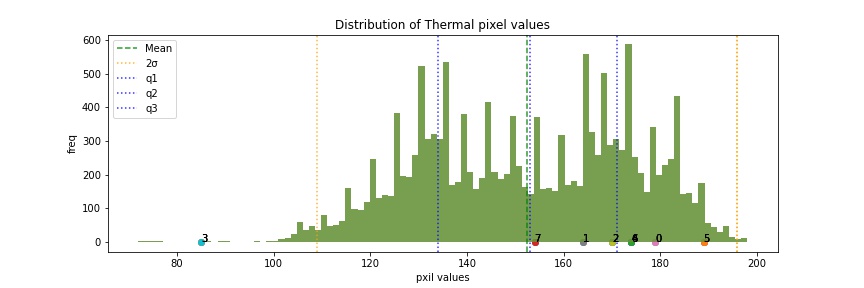 Distribution of Thermal pixel values
Mean
2σ
q1
q2
q3
freq
600
500
400
300
200
100
0
3 7 1 2 0 5
80 100 120 140 160 180 200
pxil values